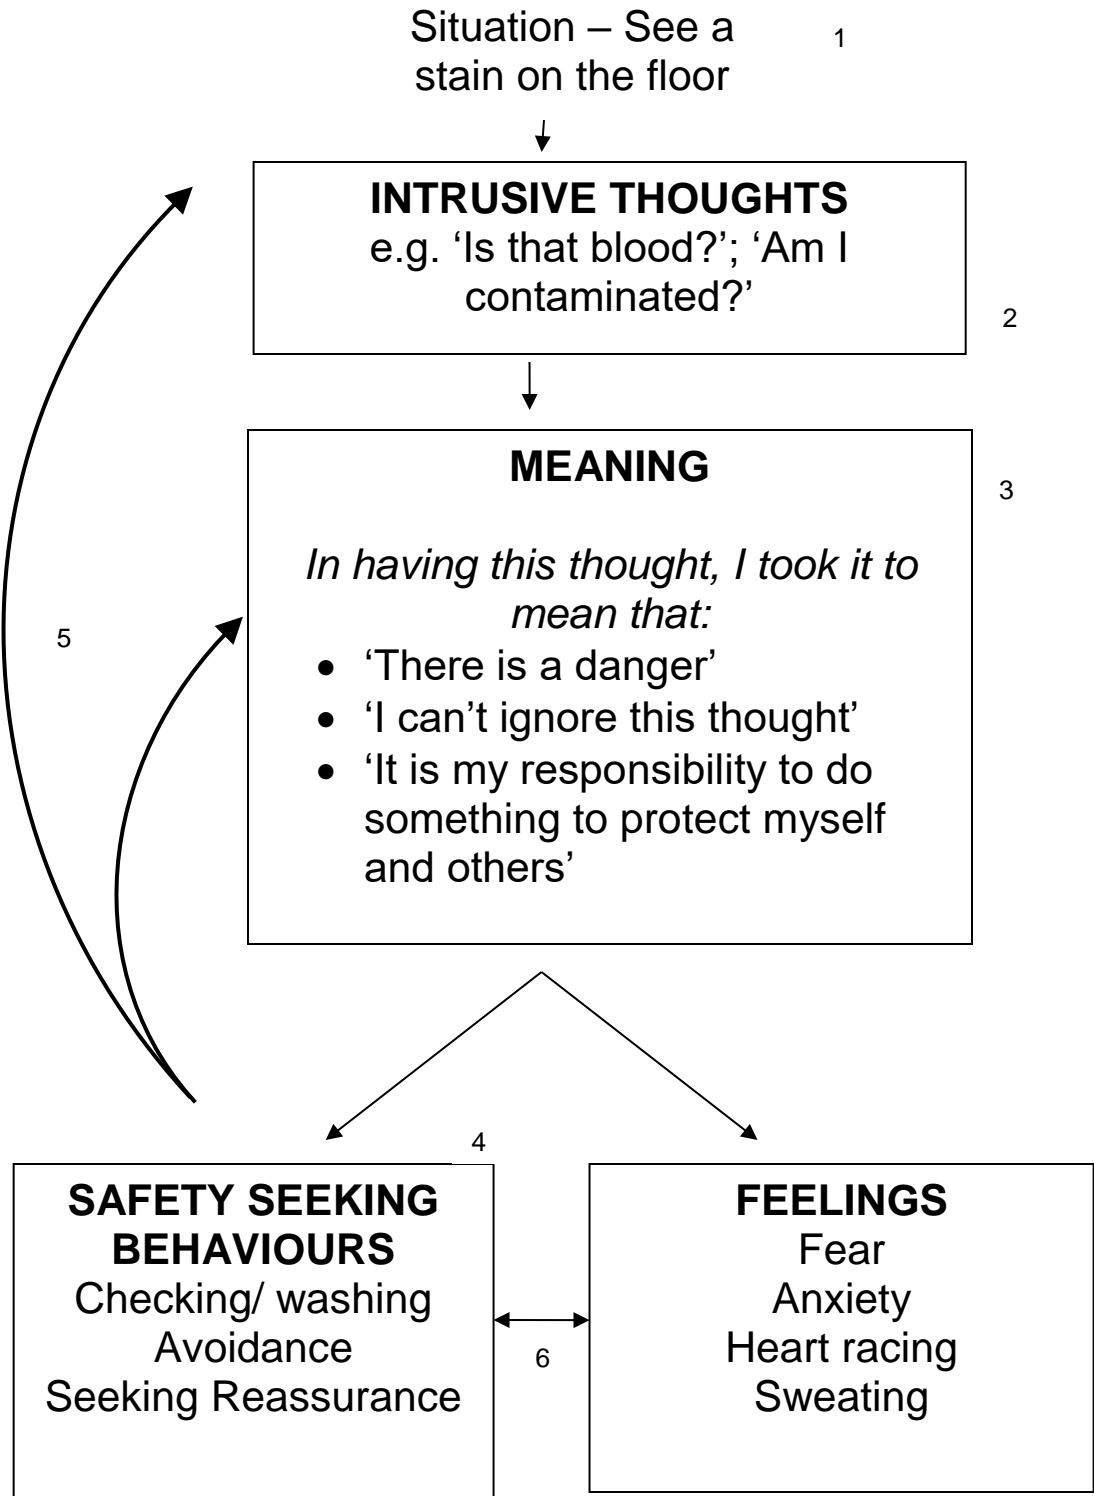 Situation – See a
stain on the floor
1
INTRUSIVE THOUGHTS
e.g. ‘Is that blood?’; ‘Am I
contaminated?’
2
MEANING
3
In having this thought, I took it to
mean that:
• ‘There is a danger’
• ‘I can’t ignore this thought’
• ‘It is my responsibility to do
something to protect myself
and others’
5
4
SAFETY SEEKING
BEHAVIOURS
Checking/ washing
Avoidance
Seeking Reassurance
6
FEELINGS
Fear
Anxiety
Heart racing
Sweating